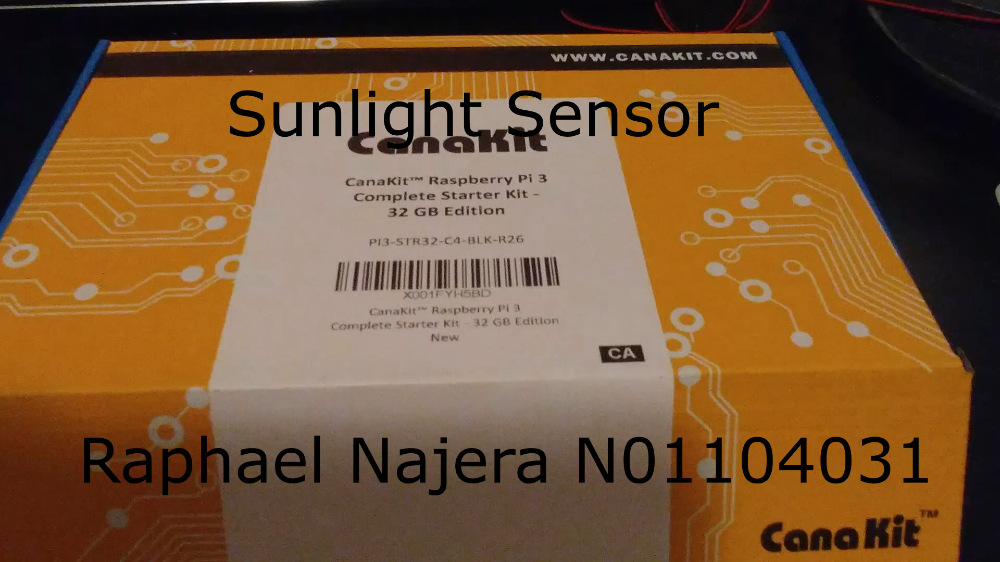 WWW.CANAKIT.COM
Sunlight Sensor
CanaKit
CanaKit™ Raspberry Pi 3
Complete Starter Kit –
32 GB Edition
PI3-STR32-C4-BLK-R26
X001FYH5BD
CanaKit™ Raspberry Pi 3
Complete Starter Kit - 32 GB Edition
New
CA
Raphael Najera N01104031
CanaKit™